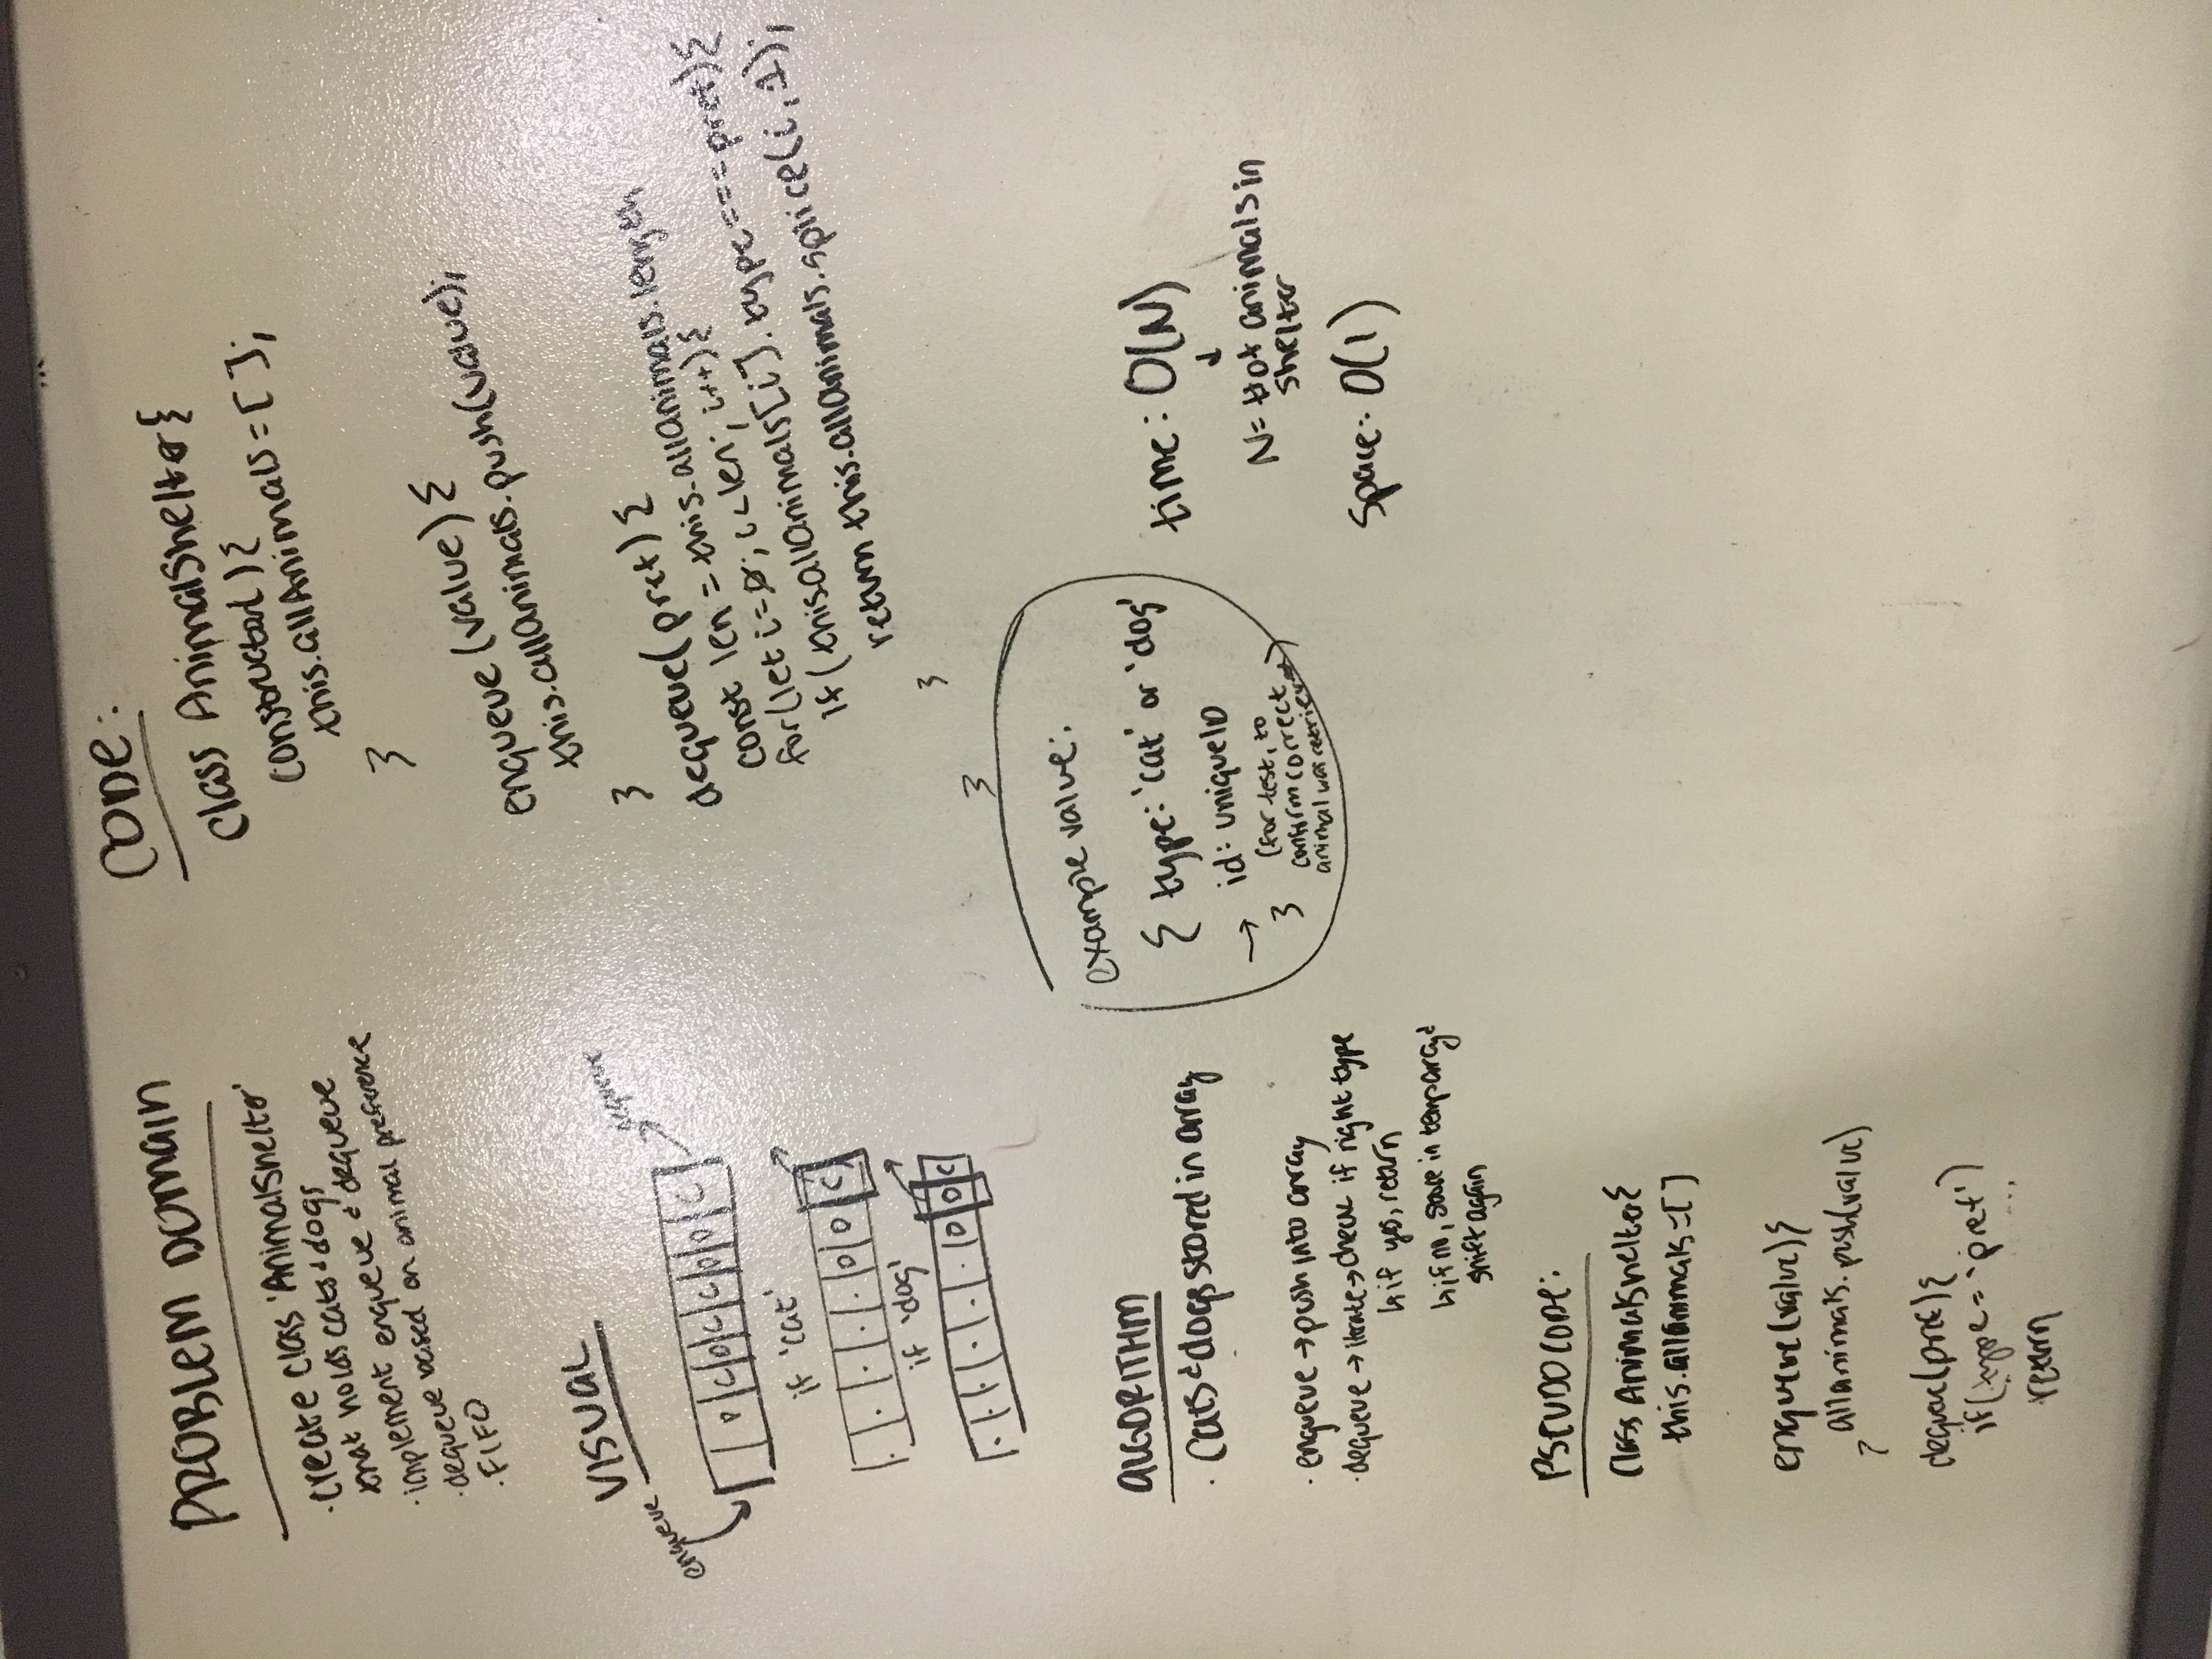 PROBLEM DOMAIN
· Create class 'AnimalShelter'
that holds cats & dogs
· implement enqueue & dequeue
· dequeue based on animal preference
· FIFO
VISUAL
enqueue
dequeue
D C D C C D D C
if 'cat'
. . . . . D D C
if 'dog'
. . . . . . D D C
ALGORITHM
· Cats & dogs stored in array
· enqueue → push into array
· dequeue → iterate → check if right type
↳ if yes, return
↳ if no, store in temp array &
shift again
PSEUDOCODE:
Class AnimalShelter{
this.allanimals = [ ]
enqueue(value){
allanimals.push(value)
}
dequeue(pref){
if(type = 'pref')
...
return
CODE:
class AnimalShelter{
constructor( ){
this.allAnimals = [ ];
}
enqueue (value) {
this.allAnimals.push(value);
}
dequeue( pref) {
const len = this.allAnimals.length
for(let i=0; i<len; i++){
if (this.allAnimals[i].type === pref) {
return this.allAnimals.splice(i, 1);
}
}
example value:
{ type: 'cat' or 'dog'
→ id: uniqueID
(for test, to
confirm correct
animal was retrieved)
}
time: O(N)
↓
N = # of animals in
shelter
Space: O(1)